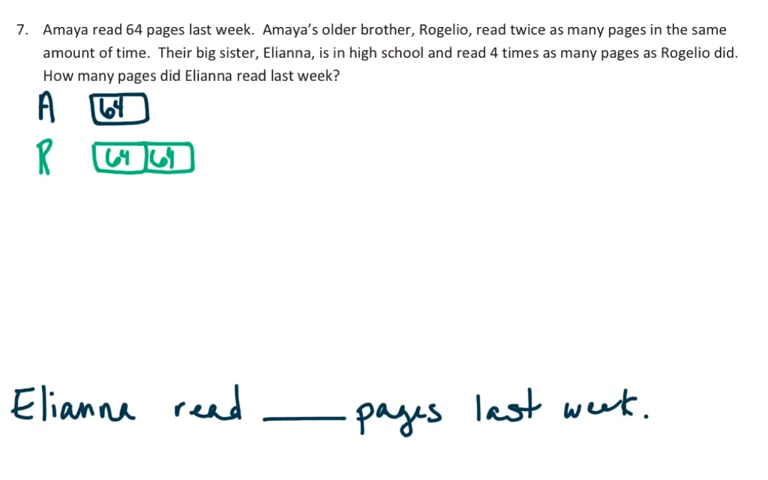 7. Amaya read 64 pages last week. Amaya's older brother, Rogelio, read twice as many pages in the same
amount of time. Their big sister, Elianna, is in high school and read 4 times as many pages as Rogelio did.
How many pages did Elianna read last week?
A 64
R 64 64
Elianna read ___ pages last week.